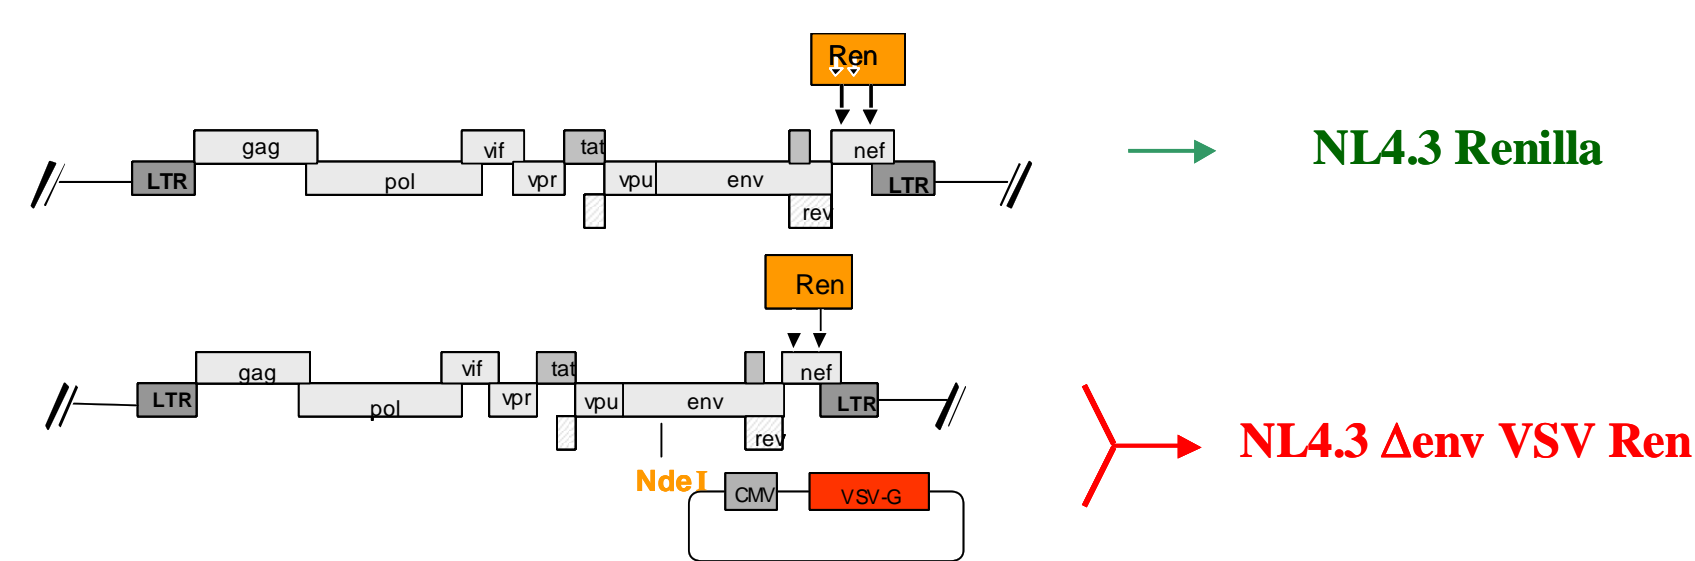 Ren
gag
vif
tat
nef
NL4.3 Renilla
LTR
pol
vpr
vpu
env
LTR
rev
Ren
gag
vif
tat
nef
LTR
pol
vpr
vpu
env
LTR
rev
NL4.3 Δenv VSV Ren
NdeI
CMV
VSV-G